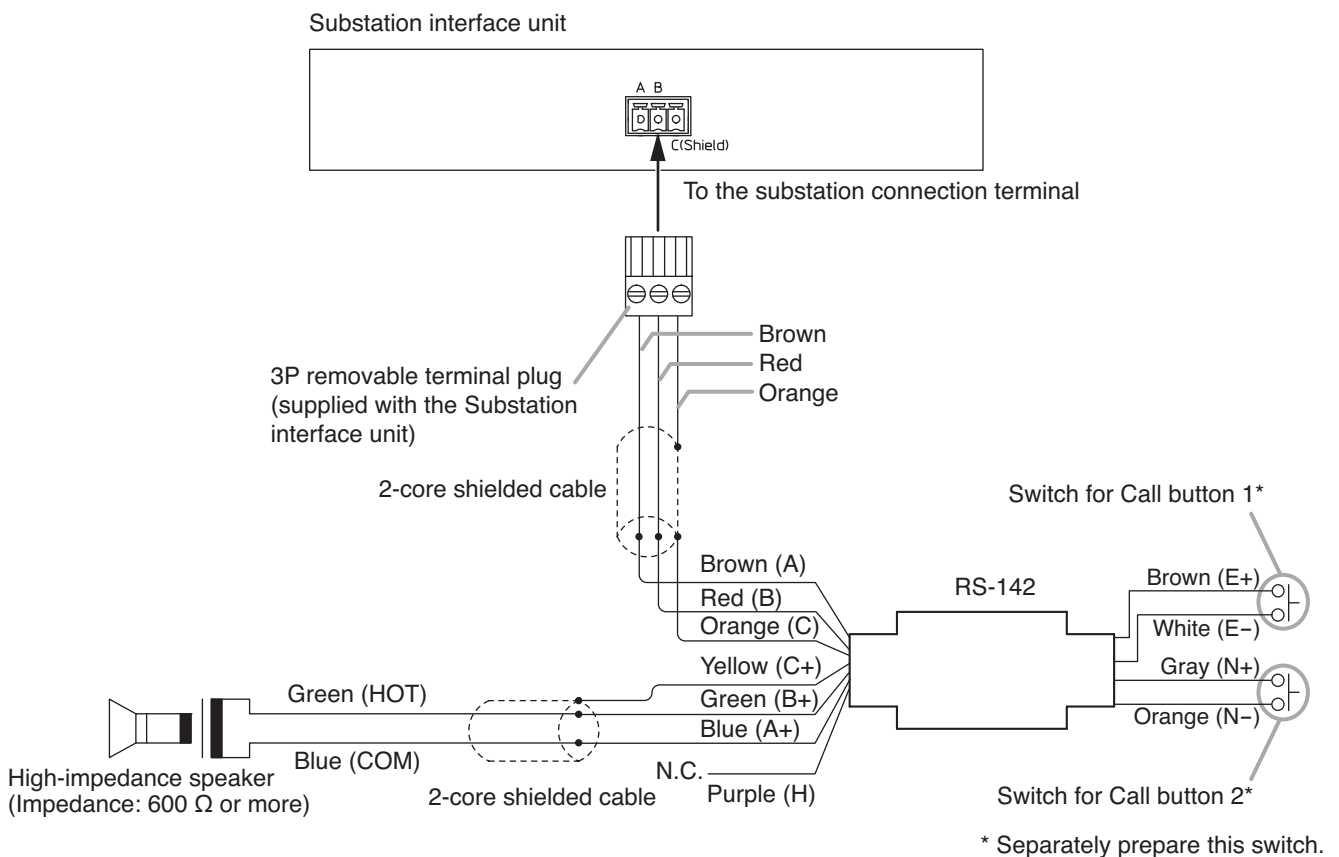 Substation interface unit
A B
C(Shield)
To the substation connection terminal
Brown
Red
Orange
3P removable terminal plug
(supplied with the Substation
interface unit)
2-core shielded cable
Switch for Call button 1*
Brown (A)
Red (B)
Orange (C)
Yellow (C+)
Green (B+)
Blue (A+)
N.C.
Purple (H)
RS-142
Brown (E+)
White (E−)
Gray (N+)
Orange (N−)
Green (HOT)
Blue (COM)
High-impedance speaker
(Impedance: 600 Ω or more)
2-core shielded cable
Switch for Call button 2*
* Separately prepare this switch.